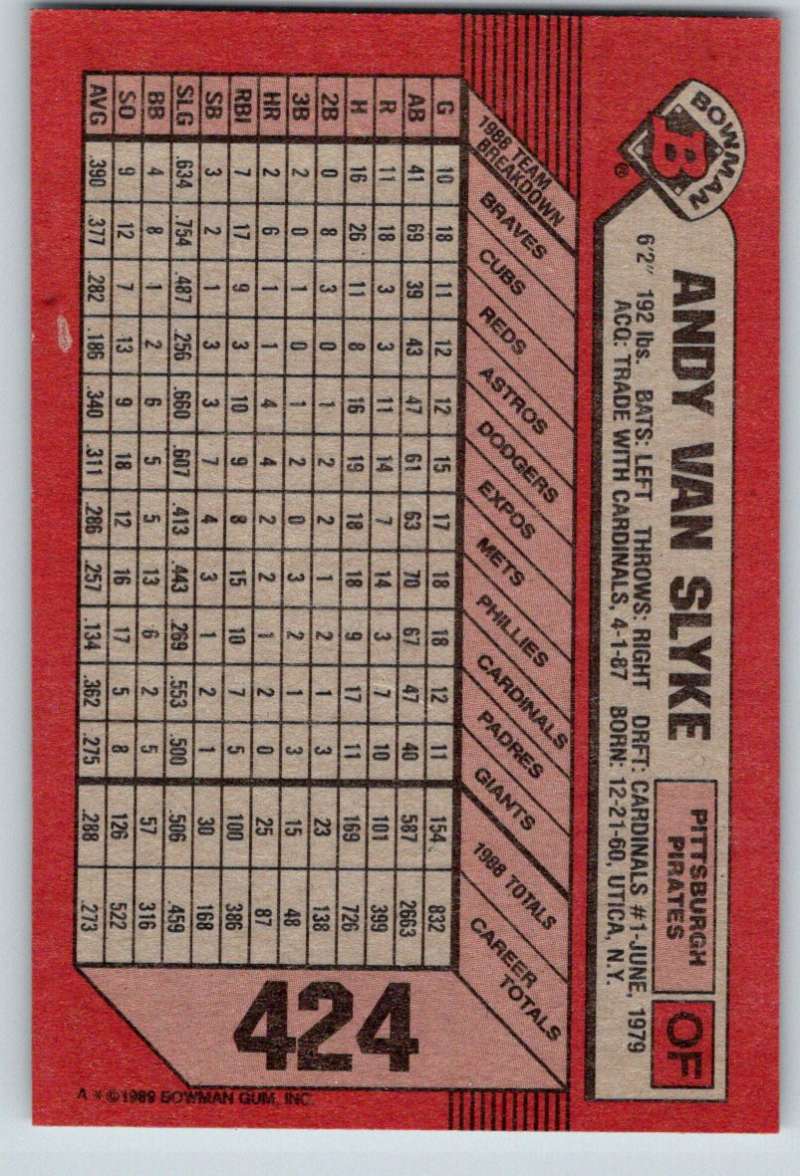 BOWMAN
B
®
ANDY VAN SLYKE
PITTSBURGH
PIRATES
OF
6'2" 192 lbs. BATS: LEFT THROWS: RIGHT DRFT: CARDINALS #1-JUNE, 1979
ACQ: TRADE WITH CARDINALS, 4-1-87 BORN: 12-21-60, UTICA, N.Y.
1988 TEAM
BREAKDOWN
BRAVES
CUBS
REDS
ASTROS
DODGERS
EXPOS
METS
PHILLIES
CARDINALS
PADRES
GIANTS
1988 TOTALS
CAREER
TOTALS
G 10 18 11 12 12 15 17 18 18 12 11 154 832
AB 41 69 39 43 47 61 63 70 67 47 40 587 2663
R 11 18 3 3 11 14 7 14 3 7 10 101 399
H 16 26 11 8 16 19 18 18 9 17 11 169 726
2B 0 8 3 0 1 2 2 1 2 1 3 23 138
3B 2 0 1 0 1 2 0 3 2 1 3 15 48
HR 2 6 1 1 4 4 2 2 1 2 0 25 87
RBI 7 17 9 3 10 9 8 15 10 7 5 100 386
SB 3 2 1 3 3 7 4 3 1 2 1 30 168
SLG .634 .754 .487 .256 .660 .607 .413 .443 .269 .553 .500 .506 .459
BB 4 8 1 2 6 5 5 13 6 2 5 57 316
SO 9 12 7 13 9 18 12 16 17 5 8 126 522
AVG .390 .377 .282 .186 .340 .311 .286 .257 .134 .362 .275 .288 .273
424
A * ©1989 BOWMAN GUM, INC.